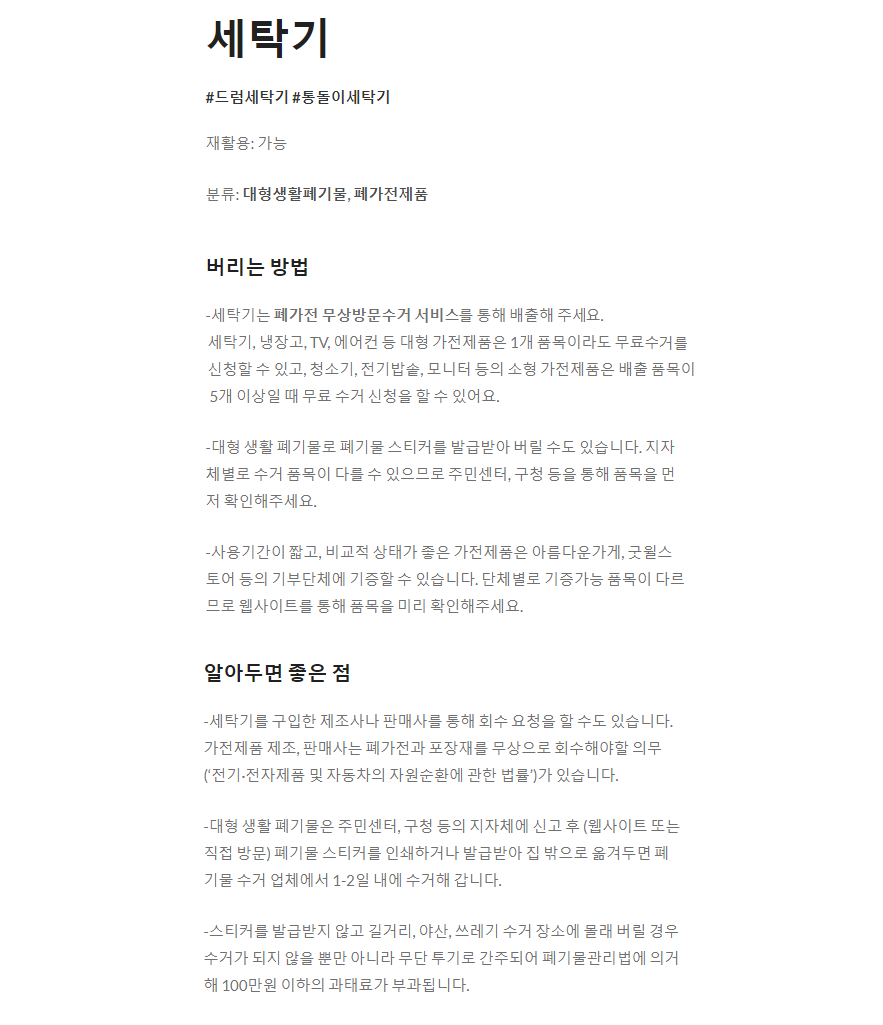 세탁기
#드럼세탁기 #통돌이세탁기
재활용: 가능
분류: 대형생활폐기물, 폐가전제품
버리는 방법
-세탁기는 폐가전 무상방문수거 서비스를 통해 배출해 주세요.
세탁기, 냉장고, TV, 에어컨 등 대형 가전제품은 1개 품목이라도 무료수거를
신청할 수 있고, 청소기, 전기밥솥, 모니터 등의 소형 가전제품은 배출 품목이
5개 이상일 때 무료 수거 신청을 할 수 있어요.
-대형 생활 폐기물로 폐기물 스티커를 발급받아 버릴 수도 있습니다. 지자
체별로 수거 품목이 다를 수 있으므로 주민센터, 구청 등을 통해 품목을 먼
저 확인해주세요.
-사용기간이 짧고, 비교적 상태가 좋은 가전제품은 아름다운가게, 굿윌스
토어 등의 기부단체에 기증할 수 있습니다. 단체별로 기증가능 품목이 다르
므로 웹사이트를 통해 품목을 미리 확인해주세요.
알아두면 좋은 점
-세탁기를 구입한 제조사나 판매사를 통해 회수 요청을 할 수도 있습니다.
가전제품 제조, 판매사는 폐가전과 포장재를 무상으로 회수해야할 의무
(‘전기·전자제품 및 자동차의 자원순환에 관한 법률’)가 있습니다.
-대형 생활 폐기물은 주민센터, 구청 등의 지자체에 신고 후 (웹사이트 또는
직접 방문) 폐기물 스티커를 인쇄하거나 발급받아 집 밖으로 옮겨두면 폐
기물 수거 업체에서 1-2일 내에 수거해 갑니다.
-스티커를 발급받지 않고 길거리, 야산, 쓰레기 수거 장소에 몰래 버릴 경우
수거가 되지 않을 뿐만 아니라 무단 투기로 간주되어 폐기물관리법에 의거
해 100만원 이하의 과태료가 부과됩니다.